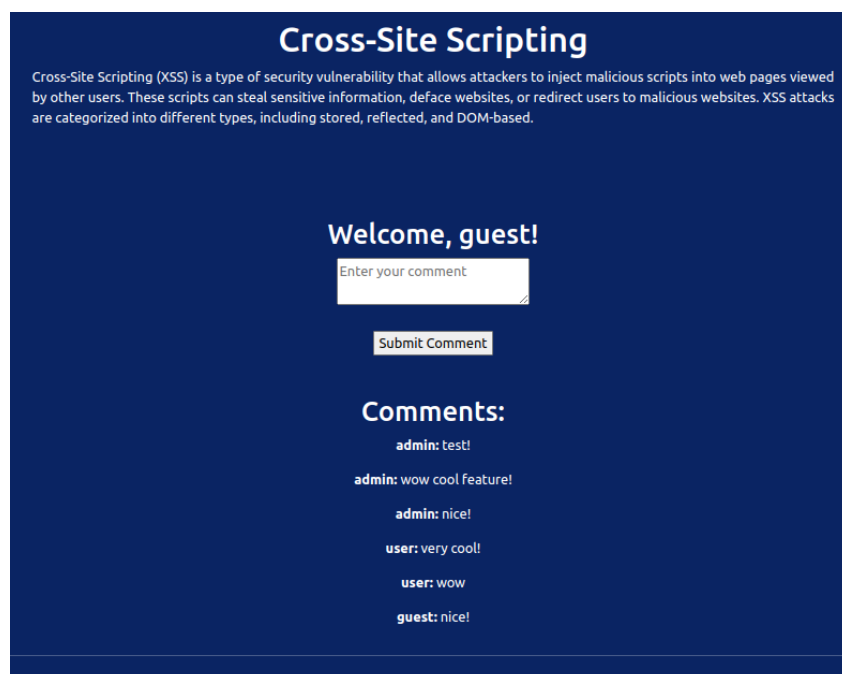 Cross-Site Scripting
Cross-Site Scripting (XSS) is a type of security vulnerability that allows attackers to inject malicious scripts into web pages viewed
by other users. These scripts can steal sensitive information, deface websites, or redirect users to malicious websites. XSS attacks
are categorized into different types, including stored, reflected, and DOM-based.
Welcome, guest!
Enter your comment
Submit Comment
Comments:
admin: test!
admin: wow cool feature!
admin: nice!
user: very cool!
user: wow
guest: nice!